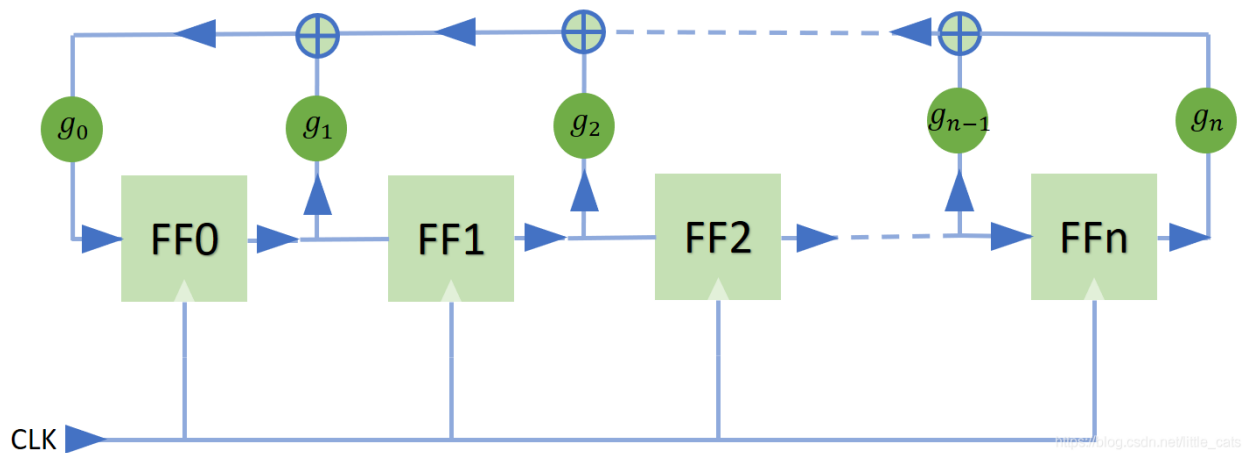 g₀
g₁
g₂
gₙ₋₁
gₙ
FF0
FF1
FF2
FFn
CLK
https://blog.csdn.net/little_cats